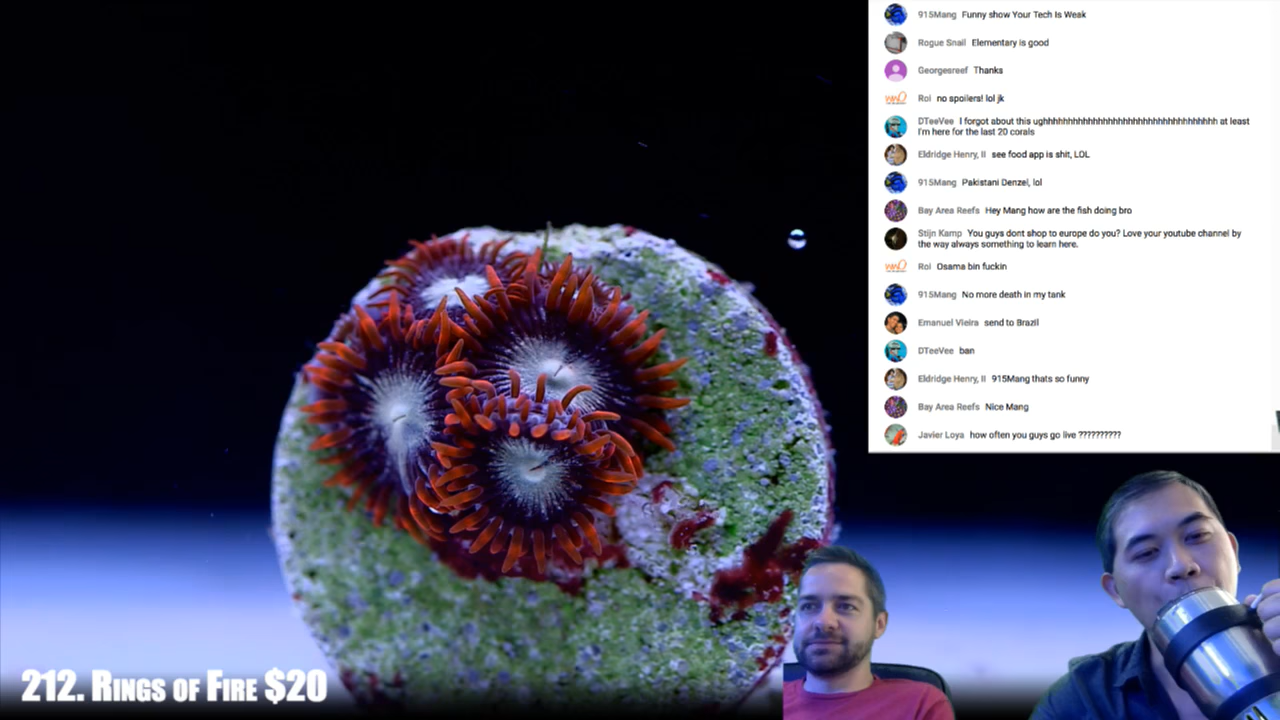 915Mang Funny show Your Tech Is Weak
Rogue Snail Elementary is good
Georgesreef Thanks
Roi no spoilers! lol jk
DTeeVee I forgot about this ughhhhhhhhhhhhhhhhhhhhhhhhhhhhhhhhhhh at least
I'm here for the last 20 corals
Eldridge Henry, II see food app is shit, LOL
915Mang Pakistani Denzel, lol
Bay Area Reefs Hey Mang how are the fish doing bro
Stijn Kamp You guys dont shop to europe do you? Love your youtube channel by
the way always something to learn here.
Roi Osama bin fuckin
915Mang No more death in my tank
Emanuel Vieira send to Brazil
DTeeVee ban
Eldridge Henry, II 915Mang thats so funny
Bay Area Reefs Nice Mang
Javier Loya how often you guys go live ??????????
212. Rings of Fire $20